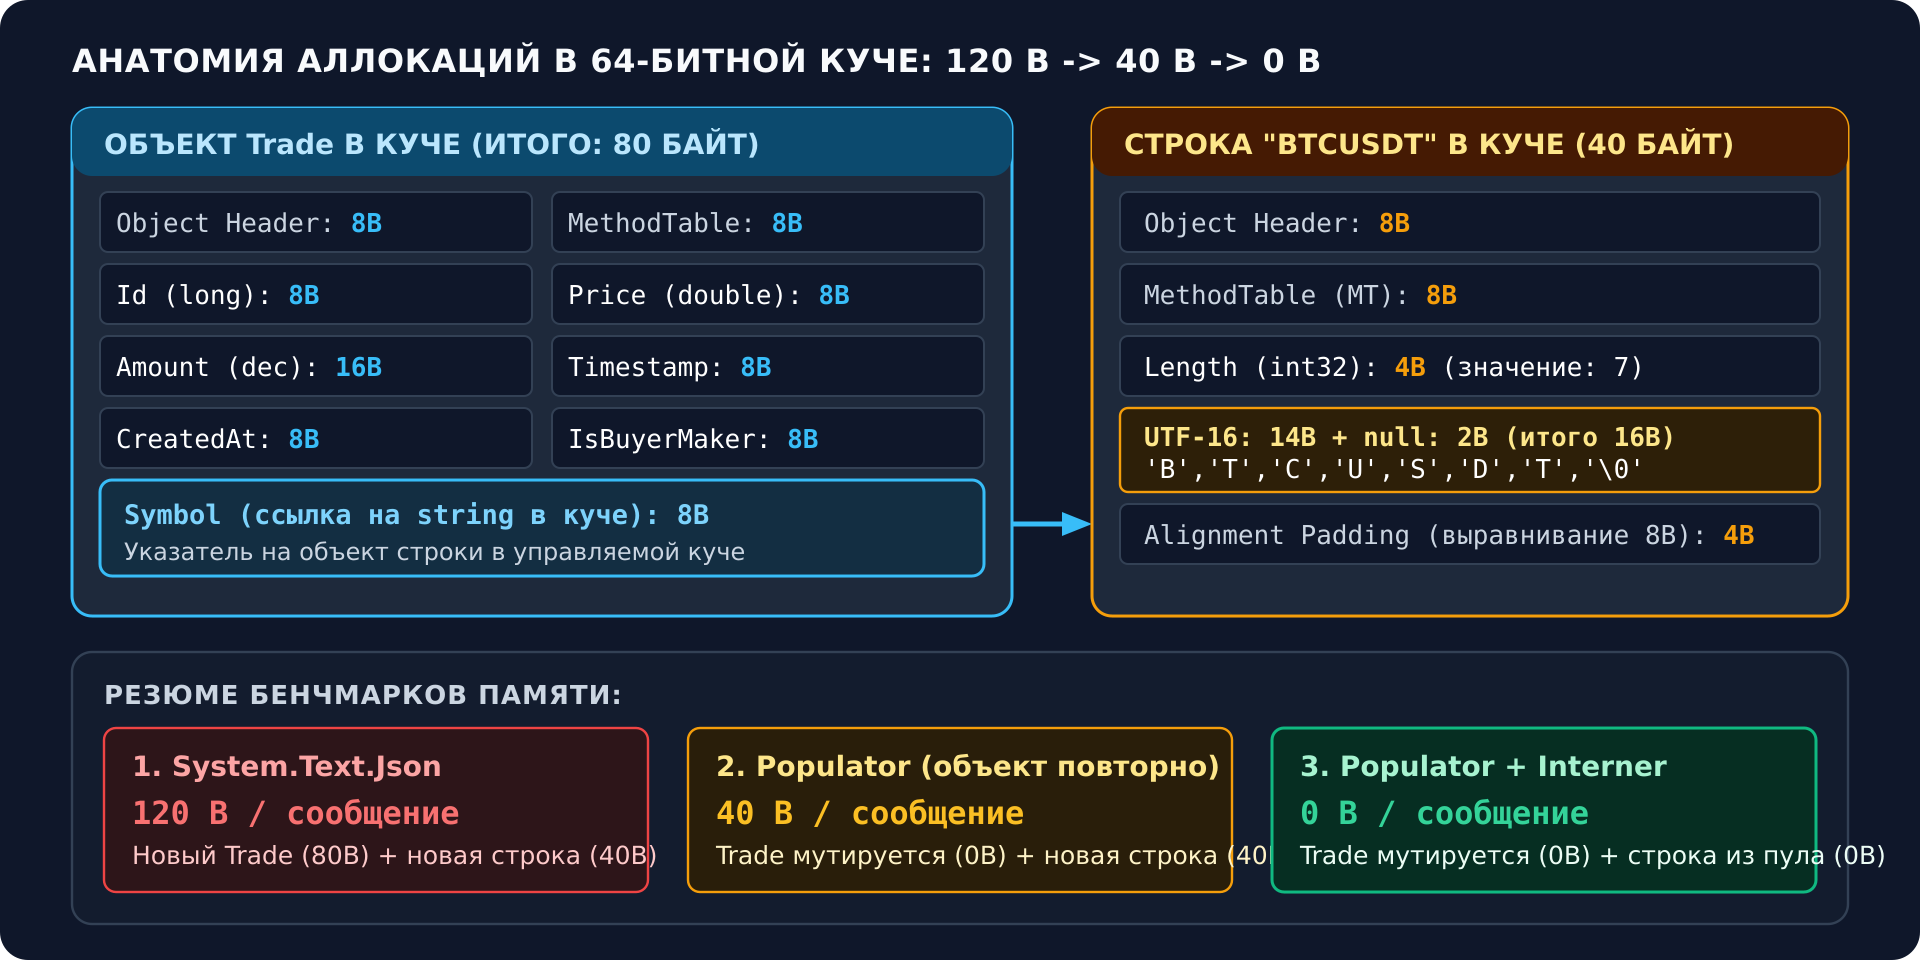 АНАТОМИЯ АЛЛОКАЦИЙ В 64-БИТНОЙ КУЧЕ: 120 B -> 40 B -> 0 B
ОБЪЕКТ Trade В КУЧЕ (ИТОГО: 80 БАЙТ)
Object Header: 8B
MethodTable: 8B
Id (long): 8B
Price (double): 8B
Amount (dec): 16B
Timestamp: 8B
CreatedAt: 8B
IsBuyerMaker: 8B
Symbol (ссылка на string в куче): 8B
Указатель на объект строки в управляемой куче
СТРОКА "BTCUSDT" В КУЧЕ (40 БАЙТ)
Object Header: 8B
MethodTable (MT): 8B
Length (int32): 4B (значение: 7)
UTF-16: 14B + null: 2B (итого 16B)
'B','T','C','U','S','D','T','\0'
Alignment Padding (выравнивание 8B): 4B
РЕЗЮМЕ БЕНЧМАРКОВ ПАМЯТИ:
1. System.Text.Json
120 B / сообщение
Новый Trade (80B) + новая строка (40B)
2. Populator (объект повторно)
40 B / сообщение
Trade мутируется (0B) + новая строка (40
3. Populator + Interner
0 B / сообщение
Trade мутируется (0B) + строка из пула (0B)